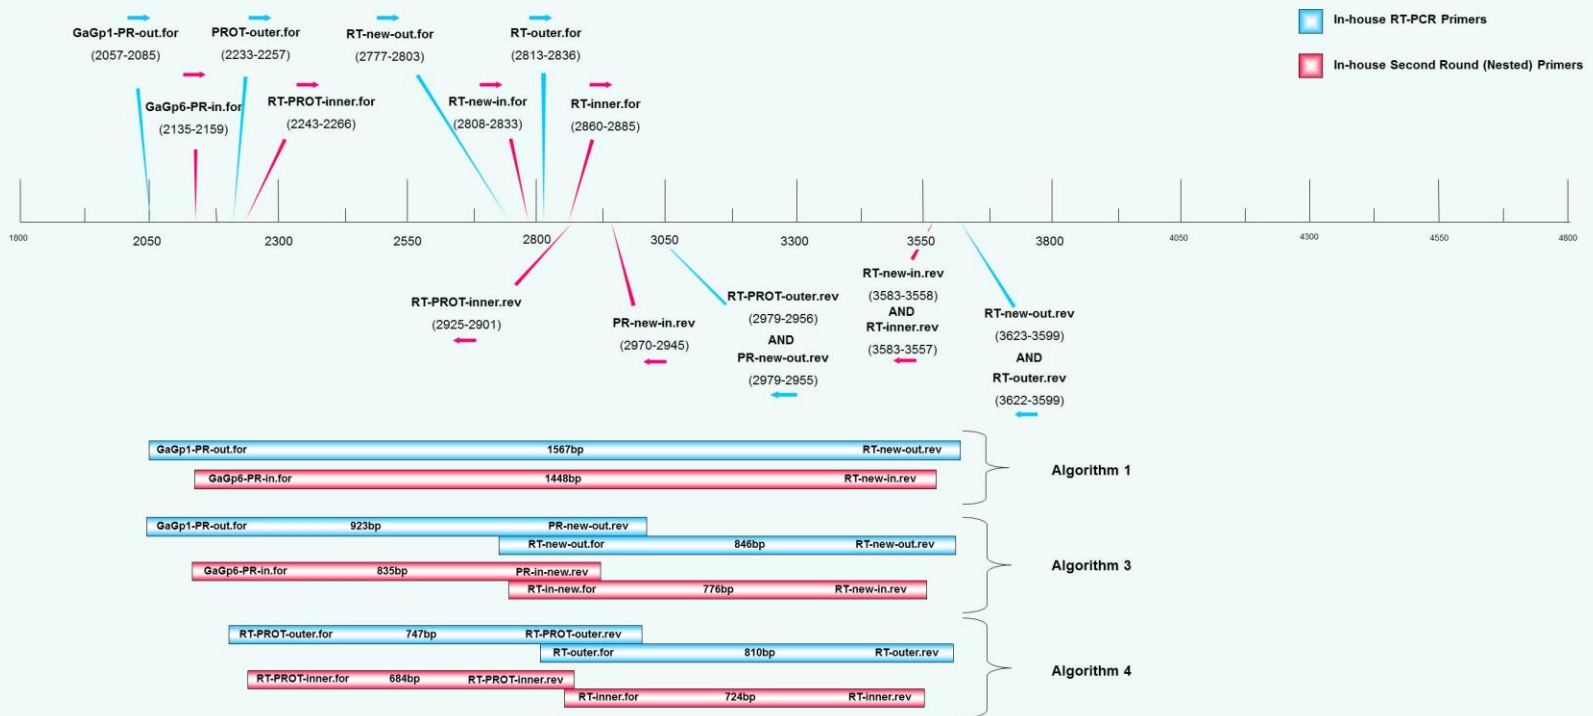 GaGp1-PR-out.for
(2057-2085)
PROT-outer.for
(2233-2257)
RT-new-out.for
(2777-2803)
RT-outer.for
(2813-2836)
In-house RT-PCR Primers
In-house Second Round (Nested) Primers
GaGp6-PR-in.for
(2135-2159)
RT-PROT-inner.for
(2243-2266)
RT-new-in.for
(2808-2833)
RT-inner.for
(2860-2885)
1800
2050
2300
2550
2800
3050
3300
3550
3800
4050
4300
4550
4800
RT-PROT-inner.rev
(2925-2901)
PR-new-in.rev
(2970-2945)
RT-PROT-outer.rev
(2979-2956)
AND
PR-new-out.rev
(2979-2955)
RT-new-in.rev
(3583-3558)
AND
RT-inner.rev
(3583-3557)
RT-new-out.rev
(3623-3599)
AND
RT-outer.rev
(3622-3599)
GaGp1-PR-out.for 1567bp RT-new-out.rev
GaGp6-PR-in.for 1448bp RT-new-in.rev
Algorithm 1
GaGp1-PR-out.for 923bp PR-new-out.rev
RT-new-out.for 846bp RT-new-out.rev
GaGp6-PR-in.for 835bp PR-in-new.rev
RT-in-new.for 776bp RT-new-in.rev
Algorithm 3
RT-PROT-outer.for 747bp RT-PROT-outer.rev
RT-outer.for 810bp RT-outer.rev
RT-PROT-inner.for 684bp RT-PROT-inner.rev
RT-inner.for 724bp RT-inner.rev
Algorithm 4